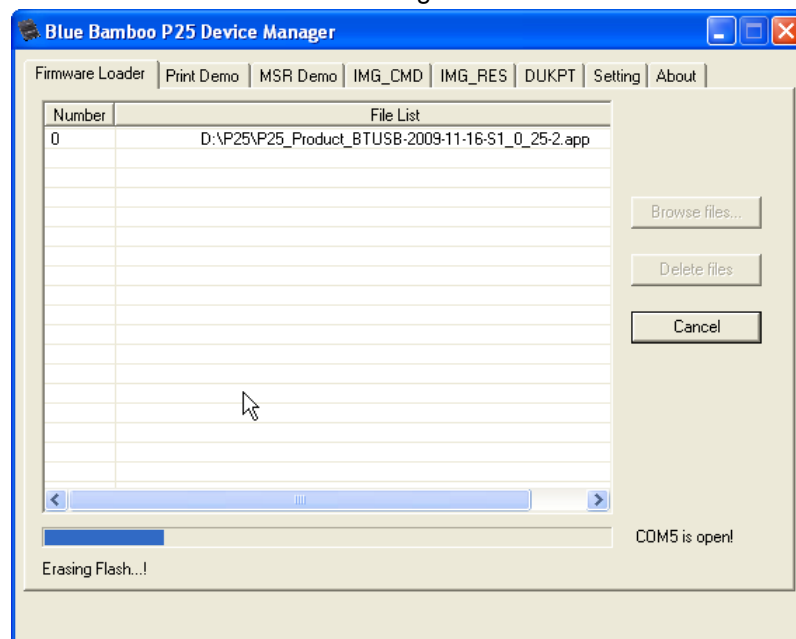 Blue Bamboo P25 Device Manager
Firmware Loader Print Demo MSR Demo IMG_CMD IMG_RES DUKPT Setting About
Number File List
0 D:\P25\P25_Product_BTUSB-2009-11-16-S1_0_25-2.app
Browse files...
Delete files
Cancel
COM5 is open!
Erasing Flash...!